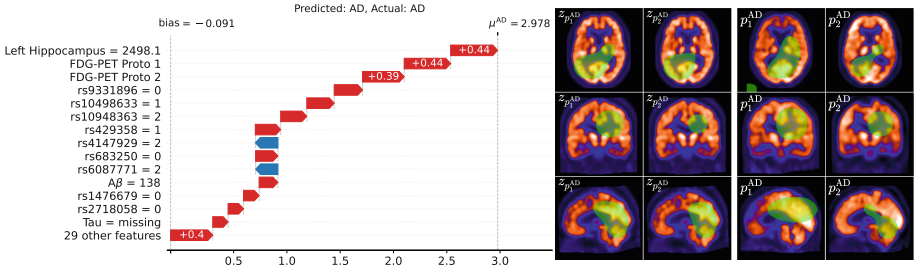 Predicted: AD, Actual: AD
bias = −0.091
μ^AD = 2.978
Left Hippocampus = 2498.1
+0.44
FDG-PET Proto 1
+0.44
FDG-PET Proto 2
+0.39
rs9331896 = 0
rs10498633 = 1
rs10948363 = 2
rs429358 = 1
rs4147929 = 2
rs683250 = 0
rs6087771 = 2
Aβ = 138
rs1476679 = 0
rs2718058 = 0
Tau = missing
29 other features
+0.4
0.5 1.0 1.5 2.0 2.5 3.0
z_{p_1^{AD}} z_{p_2^{AD}} p_1^{AD} p_2^{AD}
z_{p_1^{AD}} z_{p_2^{AD}} p_1^{AD} p_2^{AD}
z_{p_1^{AD}} z_{p_2^{AD}} p_1^{AD} p_2^{AD}